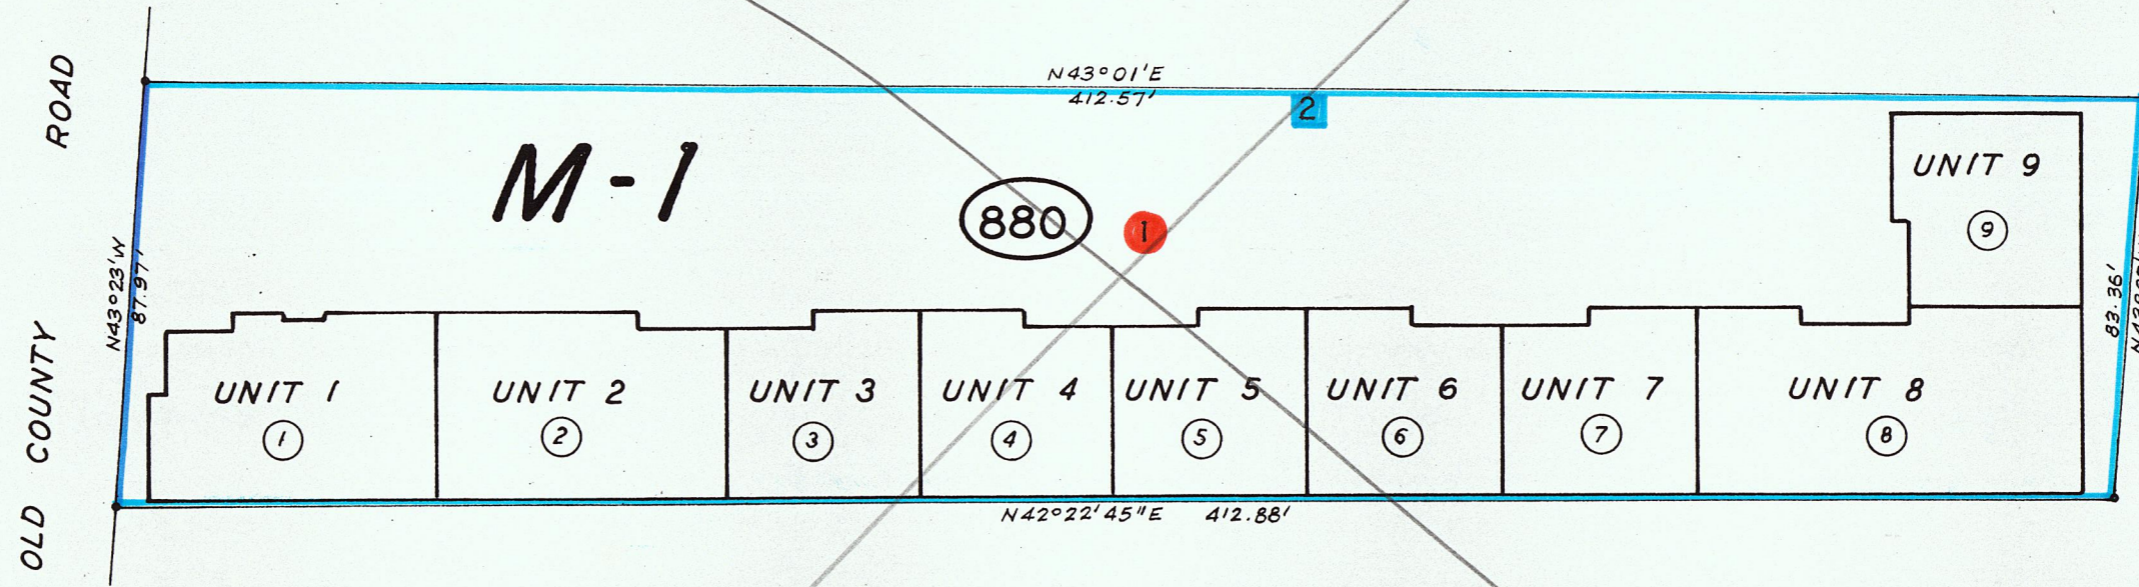 N43°01'E
412.57'
2
ROAD
M-1
880
1
UNIT 9
9
N43°23'W
87.97'
83.36'
COUNTY
UNIT 1
UNIT 2
UNIT 3
UNIT 4
UNIT 5
UNIT 6
UNIT 7
UNIT 8
1
2
3
4
5
6
7
8
OLD
N42°22'45"E 412.88'